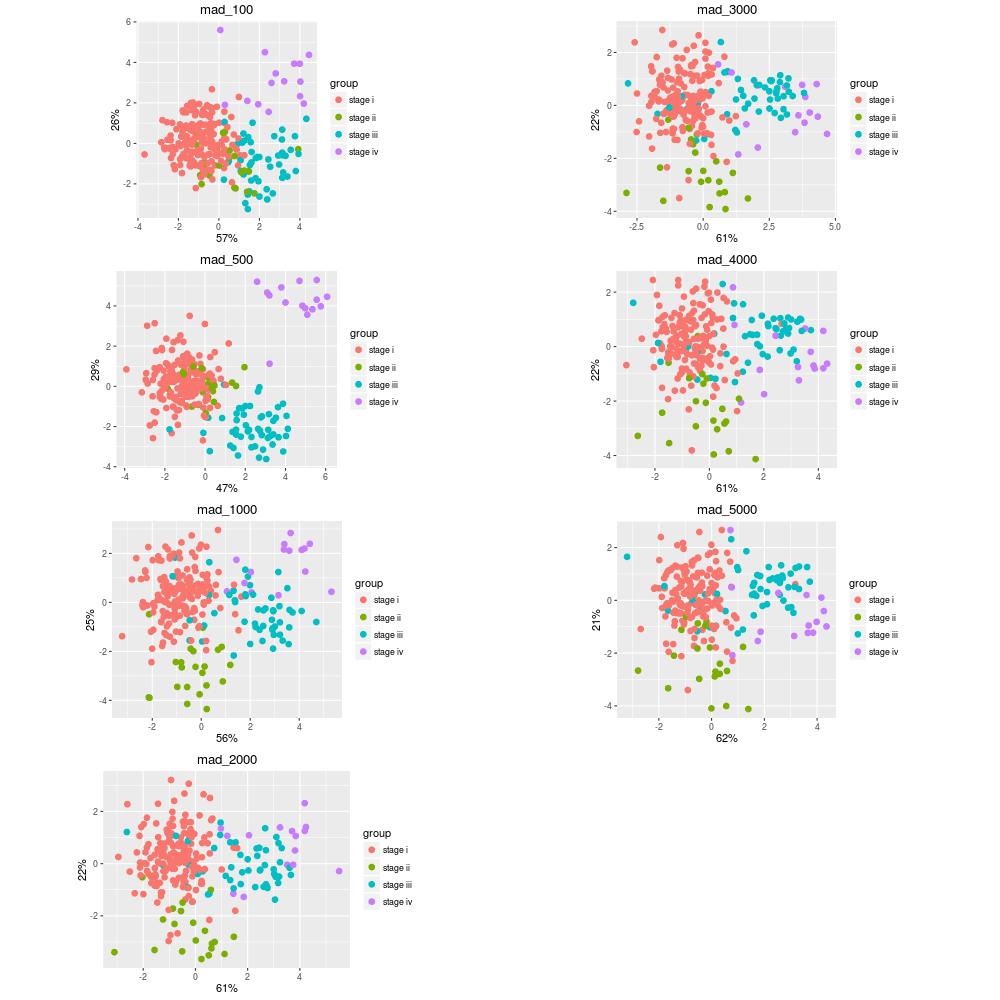 mad_100
6
4
2
0
-2
26%
-4
-2
0
2
4
57%
group
stage i
stage ii
stage iii
stage iv
mad_3000
2
0
-2
-4
22%
-2.5
0.0
2.5
5.0
61%
group
stage i
stage ii
stage iii
stage iv
mad_500
4
2
0
-2
-4
29%
-4
-2
0
2
4
6
47%
group
stage i
stage ii
stage iii
stage iv
mad_4000
2
0
-2
-4
22%
-2
0
2
4
61%
group
stage i
stage ii
stage iii
stage iv
mad_1000
2
0
-2
-4
25%
-2
0
2
4
56%
group
stage i
stage ii
stage iii
stage iv
mad_5000
2
0
-2
-4
21%
-2
0
2
4
62%
group
stage i
stage ii
stage iii
stage iv
mad_2000
2
0
-2
22%
-2
0
2
4
61%
group
stage i
stage ii
stage iii
stage iv